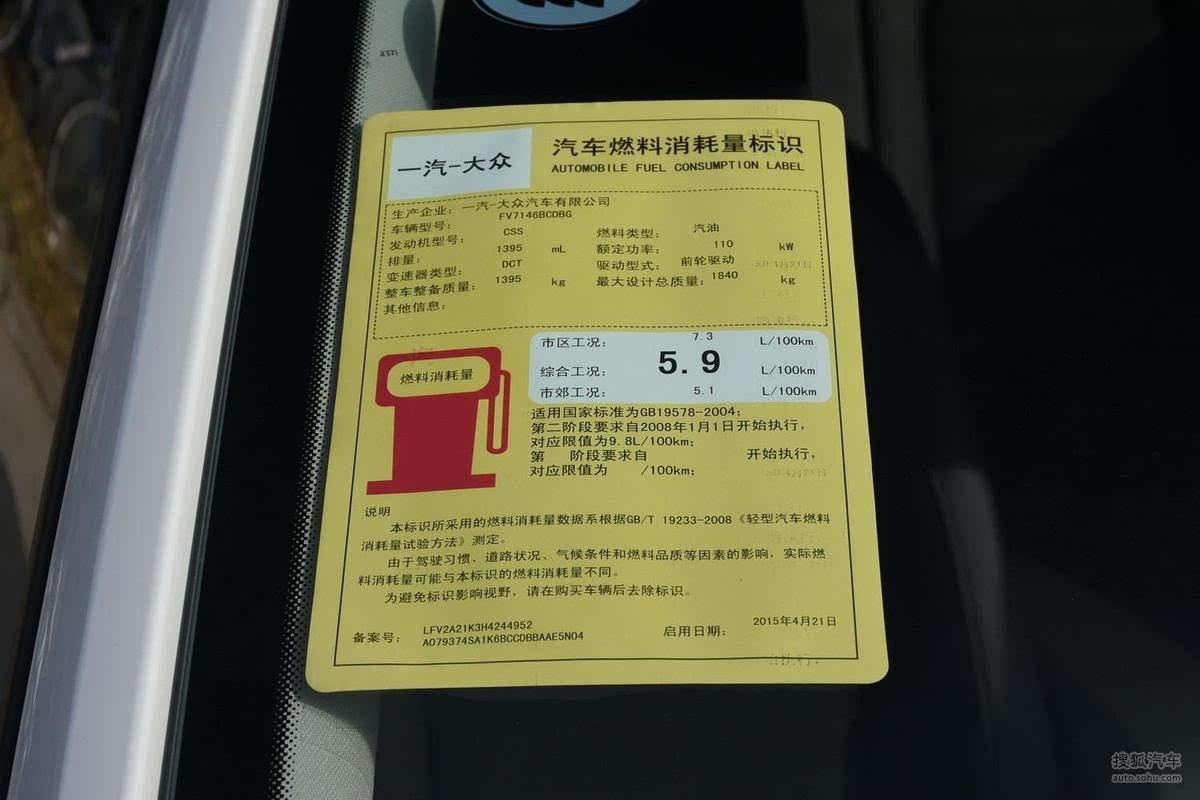 一汽-大众
汽车燃料消耗量标识
AUTOMOBILE FUEL CONSUMPTION LABEL
生产企业: 一汽-大众汽车有限公司
车辆型号: FV7146BCDBG
发动机型号: CSS 燃料类型: 汽油
排量: 1395 mL 额定功率: 110 kW
变速器类型: DCT 驱动型式: 前轮驱动
整车整备质量: 1395 kg 最大设计总质量: 1840 kg
其他信息:
燃料消耗量
市区工况: 7.3 L/100km
综合工况: 5.9 L/100km
市郊工况: 5.1 L/100km
适用国家标准为GB19578-2004;
第二阶段要求自2008年1月1日开始执行,
对应限值为9.8L/100km;
第 阶段要求自 开始执行,
对应限值为 /100km;
说明
本标识所采用的燃料消耗量数据系根据GB/T 19233-2008《轻型汽车燃料
消耗量试验方法》测定。
由于驾驶习惯、道路状况、气候条件和燃料品质等因素的影响,实际燃
料消耗量可能与本标识的燃料消耗量不同。
为避免标识影响视野,请在购买车辆后去除标识。
备案号: LFV2A21K3H4244952 启用日期: 2015年4月21日
A079374SA1K6BCCDBBAAE5N04
搜狐汽车
auto.sohu.com